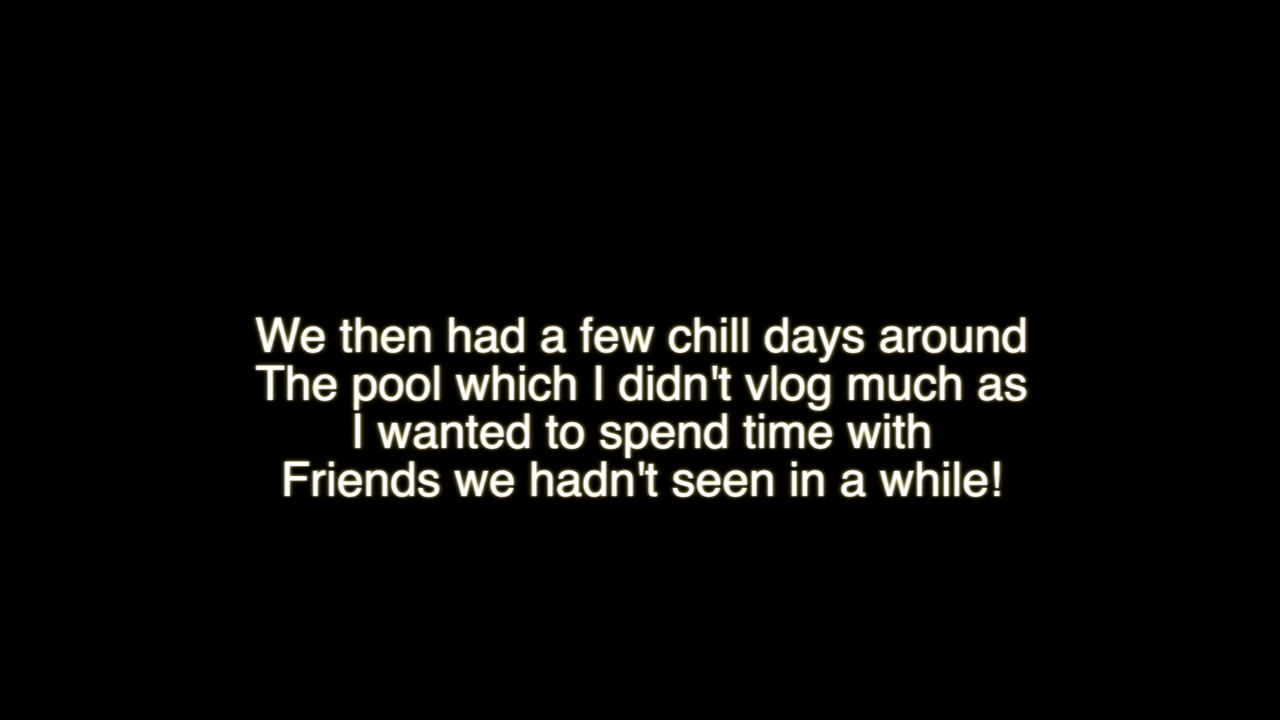 We then had a few chill days around
The pool which I didn't vlog much as
I wanted to spend time with
Friends we hadn't seen in a while!